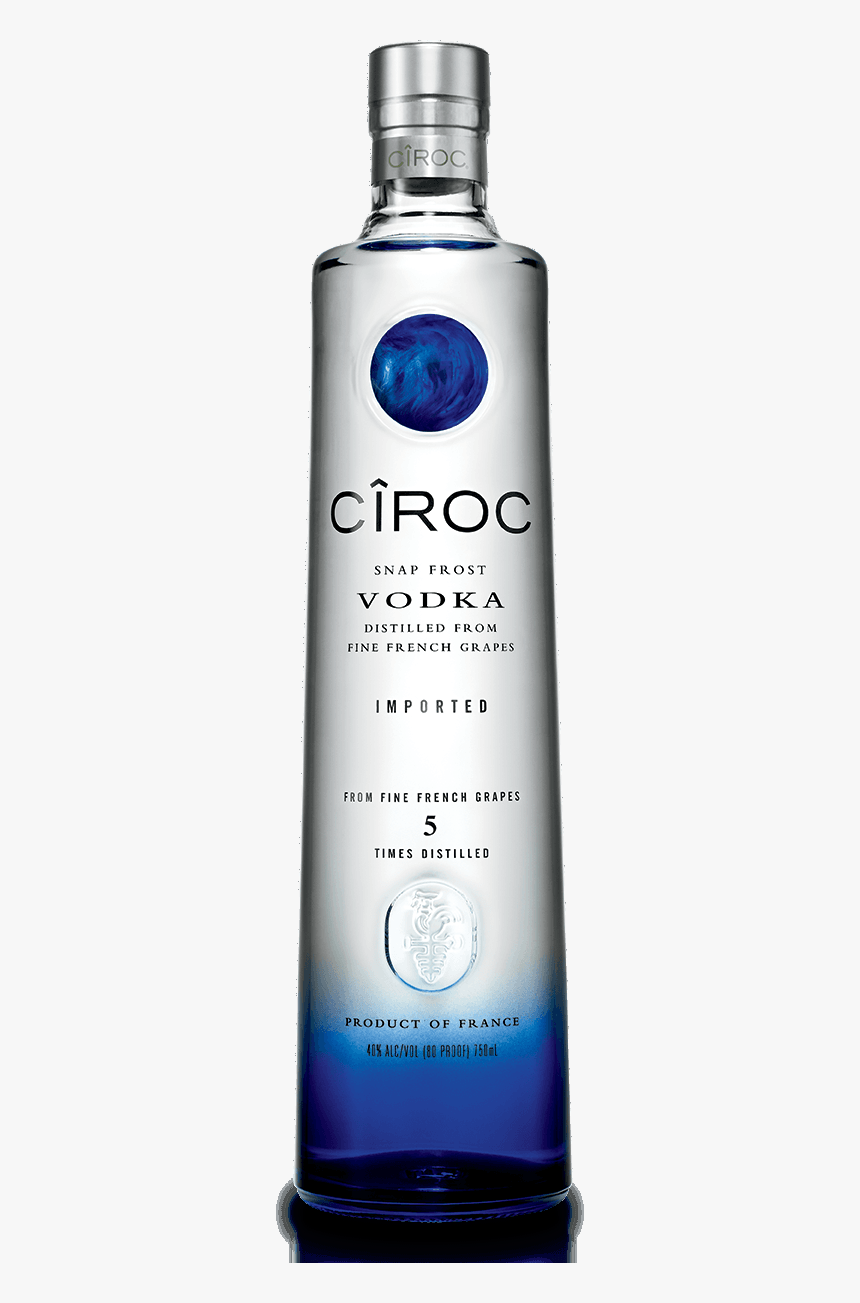 CÎROC
CÎROC
SNAP FROST
VODKA
DISTILLED FROM
FINE FRENCH GRAPES
IMPORTED
FROM FINE FRENCH GRAPES
5
TIMES DISTILLED
PRODUCT OF FRANCE
40% ALC/VOL (80 PROOF) 750mL